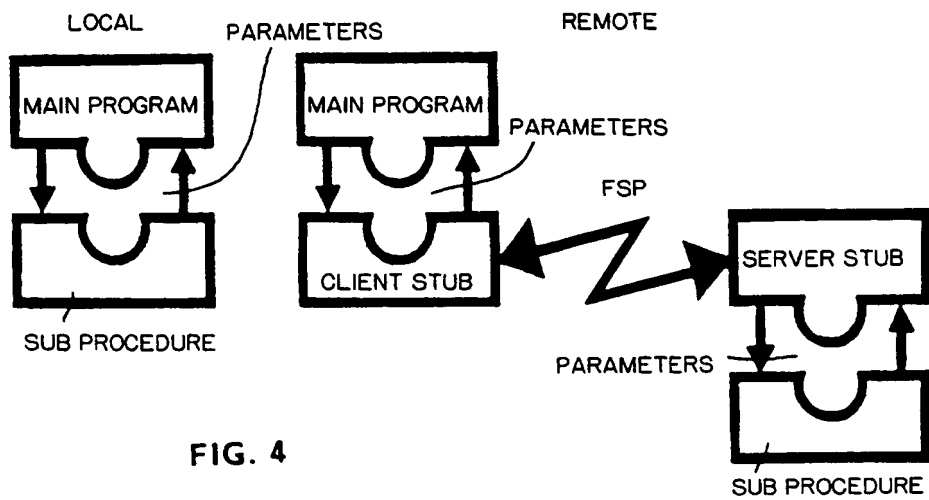 LOCAL
PARAMETERS
REMOTE
MAIN PROGRAM
MAIN PROGRAM
PARAMETERS
FSP
SERVER STUB
CLIENT STUB
SUB PROCEDURE
PARAMETERS
FIG. 4
SUB PROCEDURE